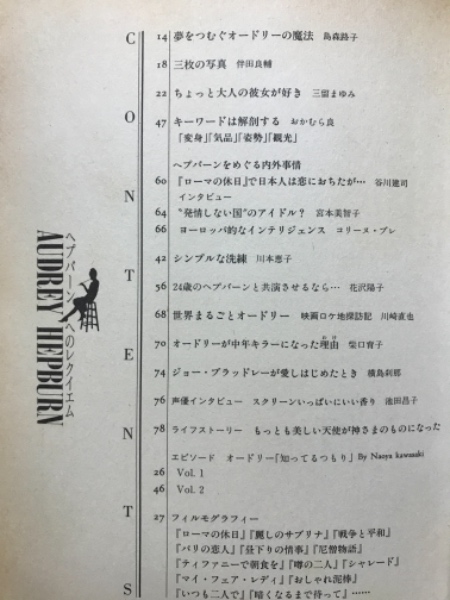 CONTENTS
ヘプバーンへのレクイエム
AUDREY HEPBURN
14 夢をつむぐオードリーの魔法 島森路子
18 三枚の写真 伴田良輔
22 ちょっと大人の彼女が好き 三留まゆみ
47 キーワードは解剖する おかむら良
「変身」「気品」「姿勢」「観光」
ヘプバーンをめぐる内外事情
60 『ローマの休日』で日本人は恋におちたが… 谷川建司
インタビュー
64 “発情しない国”のアイドル? 宮本美智子
66 ヨーロッパ的なインテリジェンス コリーヌ・ブレ
42 シンプルな洗練 川本恵子
56 24歳のヘプバーンと共演させるなら… 花沢陽子
68 世界まるごとオードリー 映画ロケ地探訪記 川崎直也
70 オードリーが中年キラーになった理由 柴口育子
74 ジョー・ブラッドレーが愛しはじめたとき 横島刹那
76 声優インタビュー スクリーンいっぱいにいい香り 池田昌子
78 ライフストーリー もっとも美しい天使が神さまのものになった
エピソード オードリー「知ってるつもり」 By Naoya kawasaki
26 Vol. 1
46 Vol. 2
27 フィルモグラフィー
『ローマの休日』『麗しのサブリナ』『戦争と平和』
『パリの恋人』『昼下りの情事』『尼僧物語』
『ティファニーで朝食を』『噂の二人』『シャレード』
『マイ・フェア・レディ』『おしゃれ泥棒』
『いつも二人で』『暗くなるまで待って』……